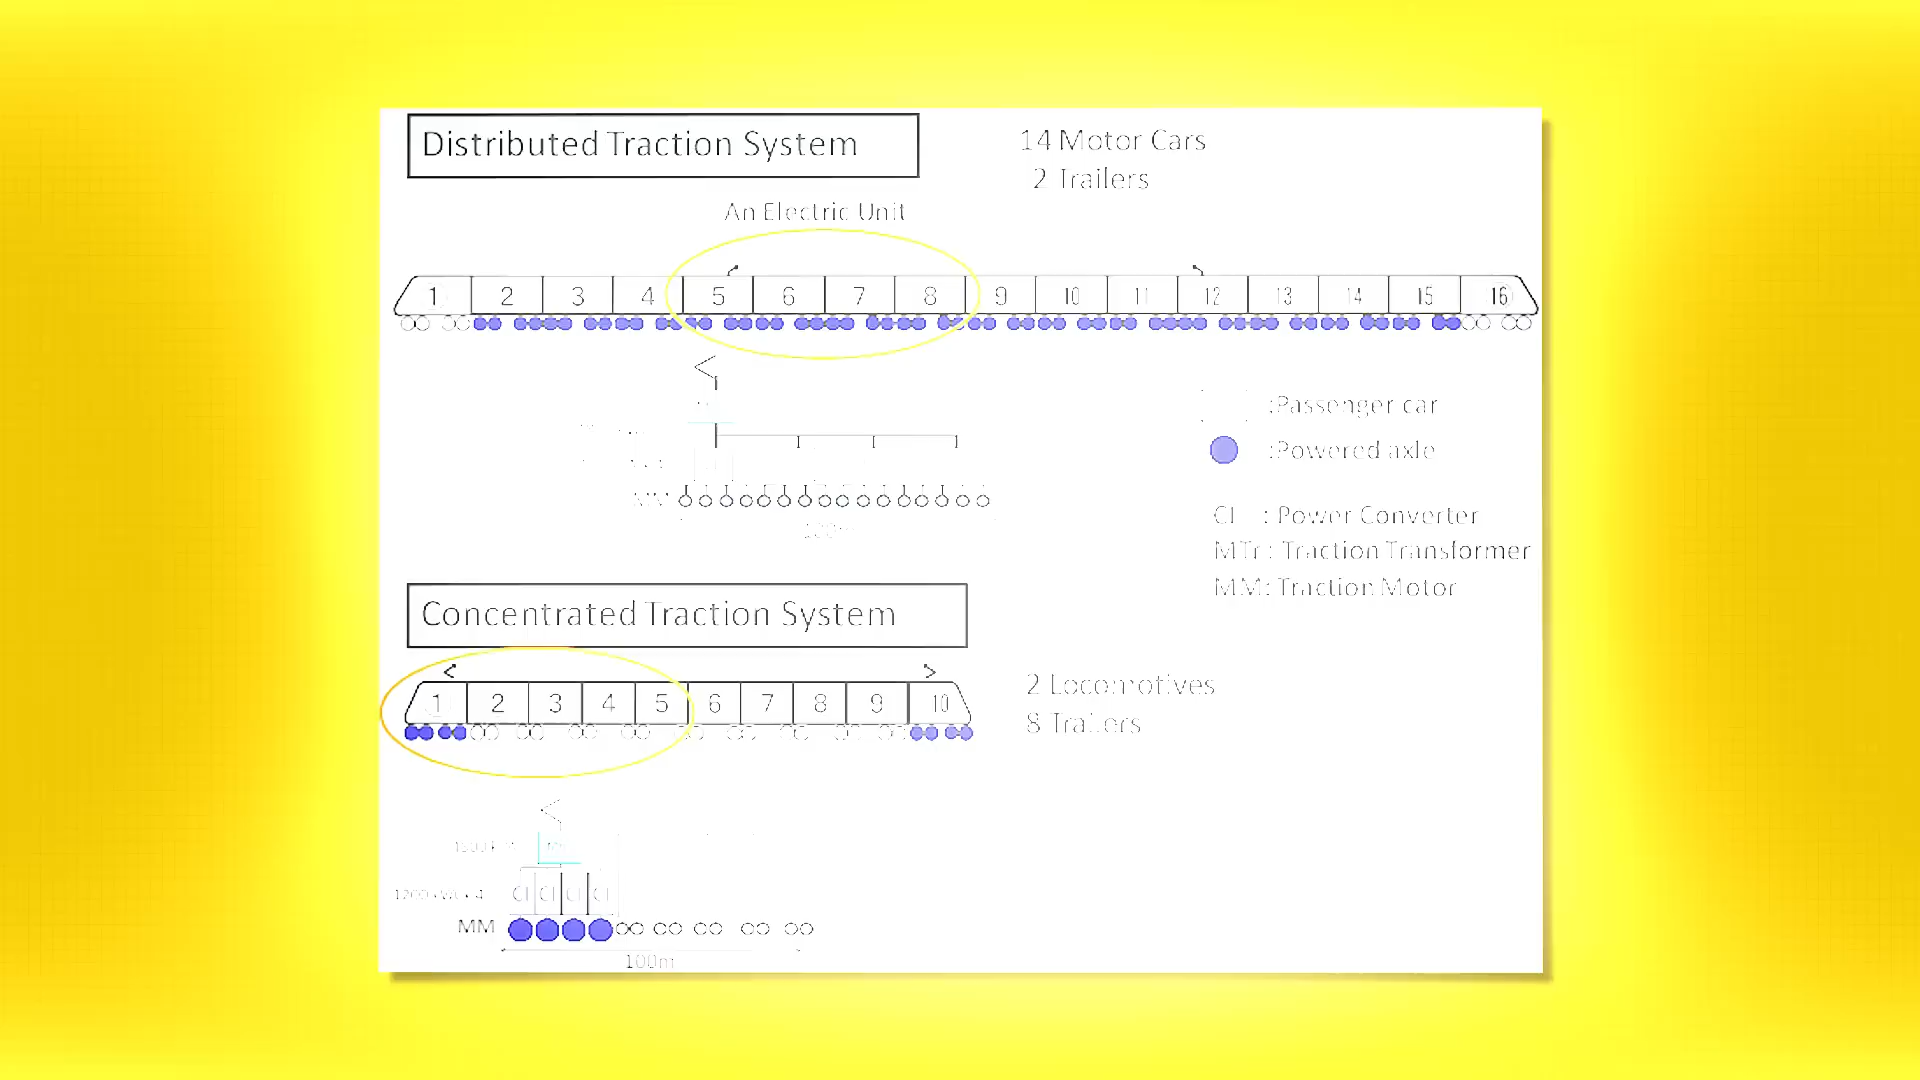 Distributed Traction System
14 Motor Cars
2 Trailers
An Electric Unit
1 2 3 4 5 6 7 8 9 10 11 12 13 14 15 16
:Passenger car
:Powered axle
MM
100m
CI : Power Converter
MTr : Traction Transformer
MM : Traction Motor
Concentrated Traction System
1 2 3 4 5 6 7 8 9 10
2 Locomotives
8 Trailers
CI CI CI CI
MM
100m